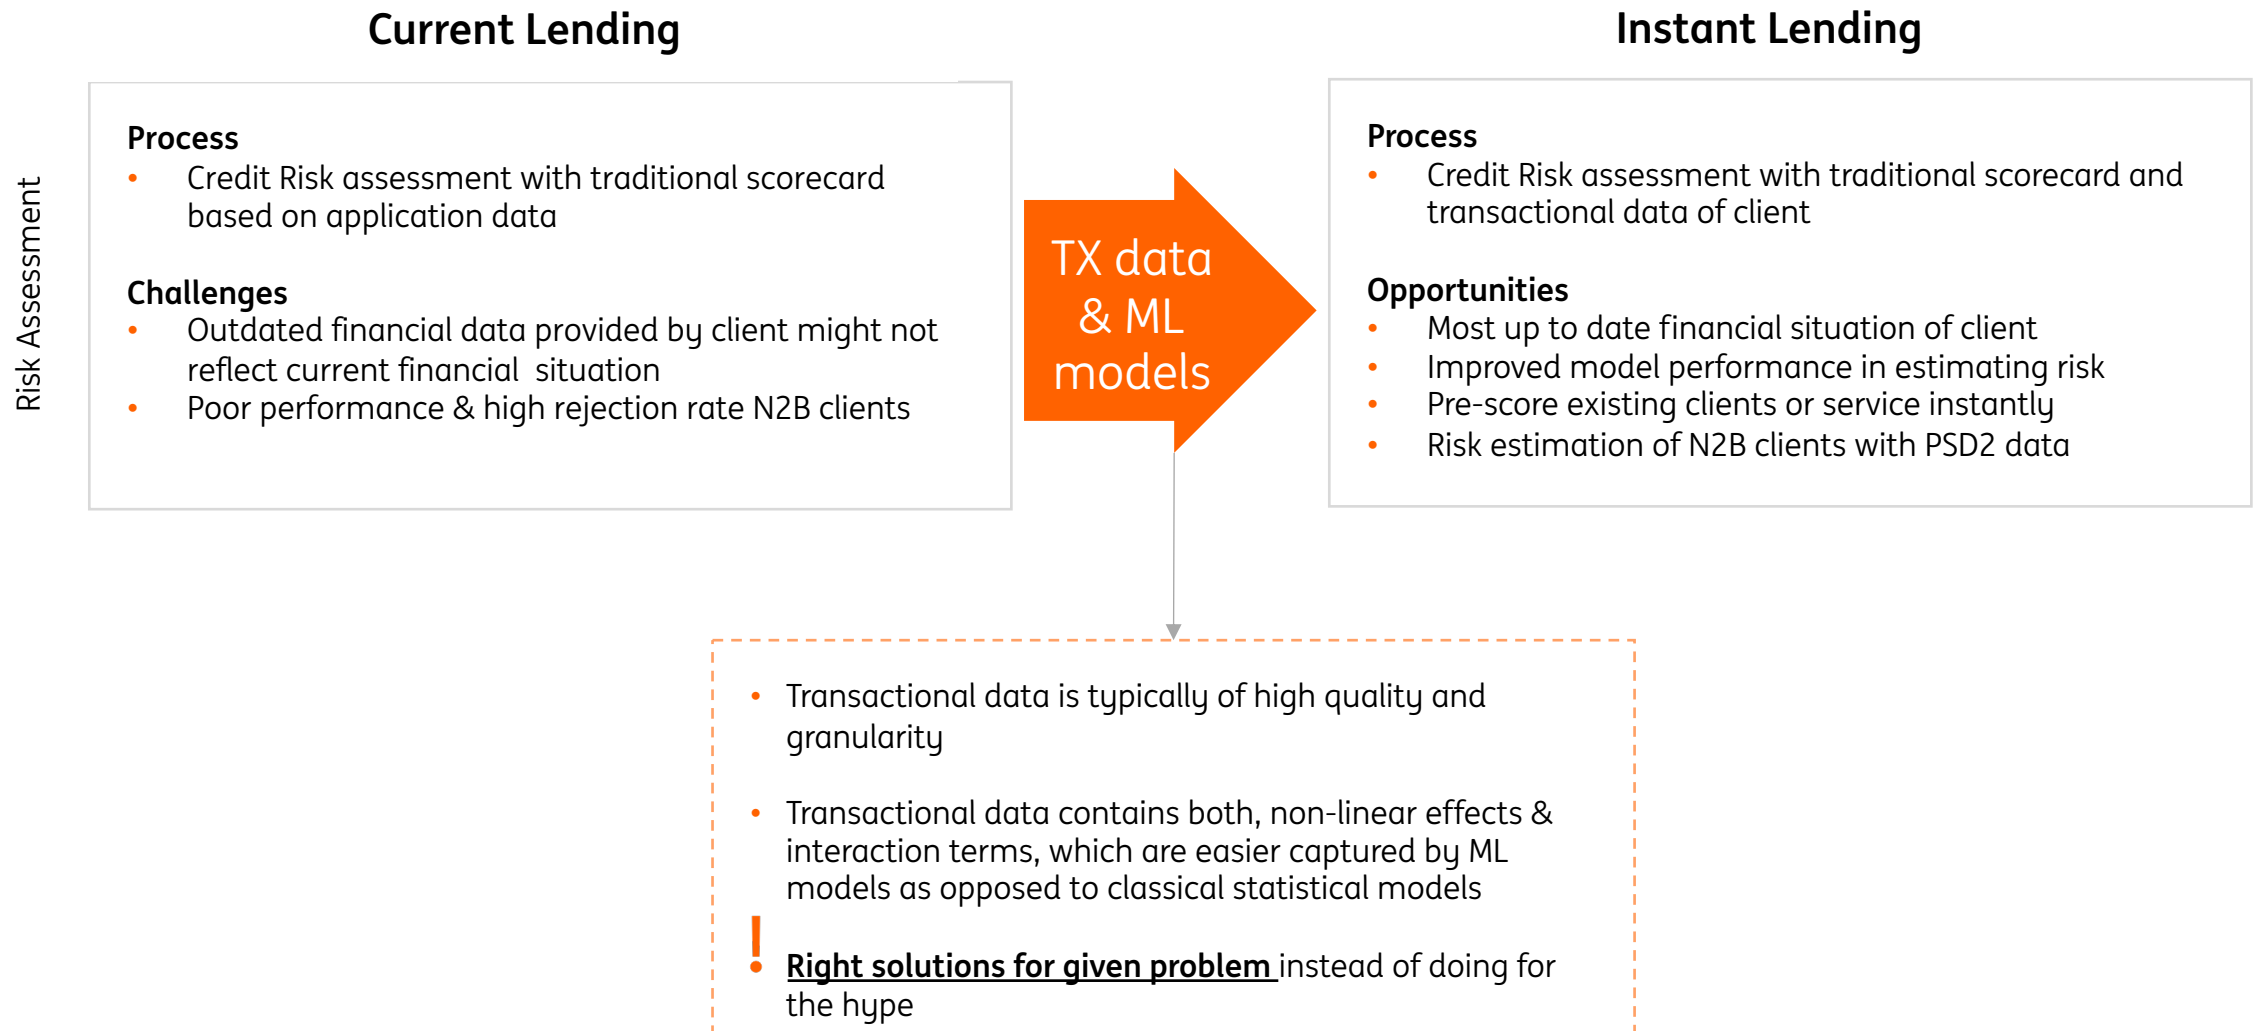 Current Lending
Instant Lending
Risk Assessment
Process
• Credit Risk assessment with traditional scorecard
based on application data
Challenges
• Outdated financial data provided by client might not
reflect current financial situation
• Poor performance & high rejection rate N2B clients
TX data
& ML
models
Process
• Credit Risk assessment with traditional scorecard and
transactional data of client
Opportunities
• Most up to date financial situation of client
• Improved model performance in estimating risk
• Pre-score existing clients or service instantly
• Risk estimation of N2B clients with PSD2 data
• Transactional data is typically of high quality and
granularity
• Transactional data contains both, non-linear effects &
interaction terms, which are easier captured by ML
models as opposed to classical statistical models
! Right solutions for given problem instead of doing for
the hype